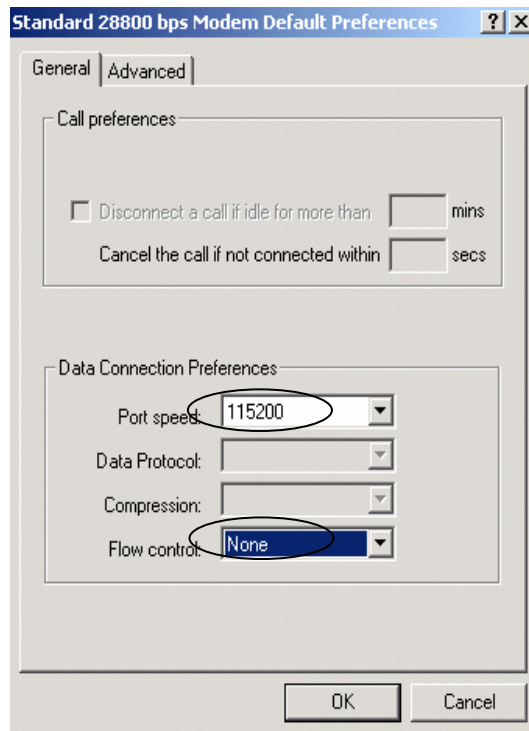 Standard 28800 bps Modem Default Preferences ? X
General Advanced
Call preferences
Disconnect a call if idle for more than mins
Cancel the call if not connected within secs
Data Connection Preferences
Port speed: 115200
Data Protocol:
Compression:
Flow control: None
OK Cancel